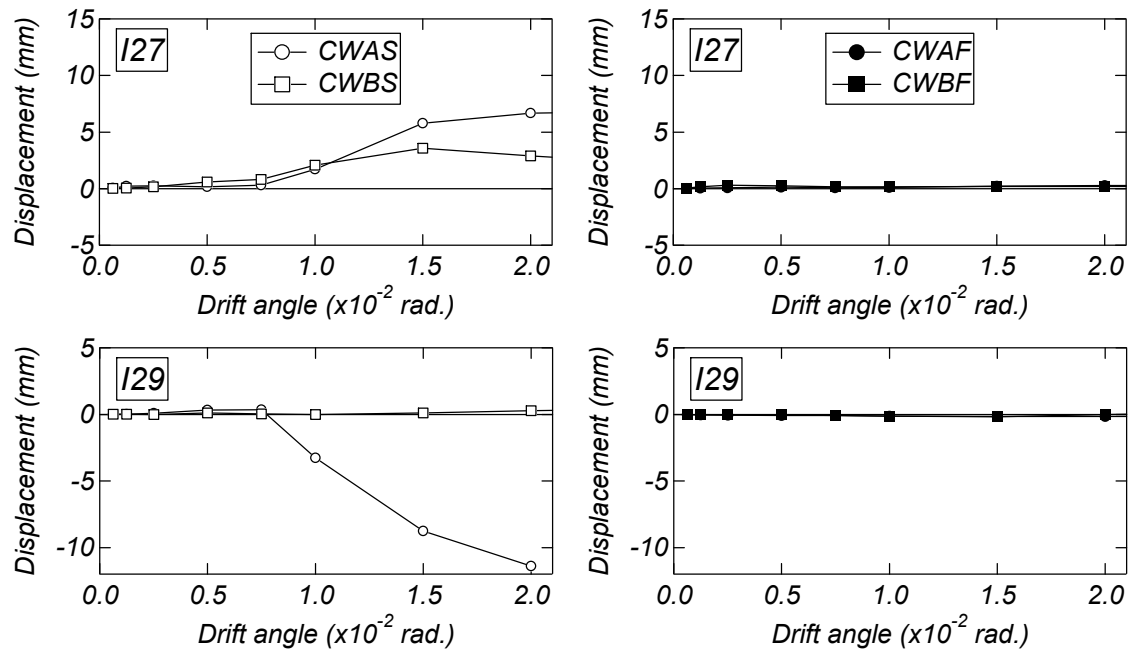 15
10
5
0
-5
Displacement (mm)
I27
CWAS
CWBS
0.0 0.5 1.0 1.5 2.0
Drift angle (x10⁻² rad.)
15
10
5
0
-5
Displacement (mm)
I27
CWAF
CWBF
0.0 0.5 1.0 1.5 2.0
Drift angle (x10⁻² rad.)
5
0
-5
-10
Displacement (mm)
I29
0.0 0.5 1.0 1.5 2.0
Drift angle (x10⁻² rad.)
5
0
-5
-10
Displacement (mm)
I29
0.0 0.5 1.0 1.5 2.0
Drift angle (x10⁻² rad.)